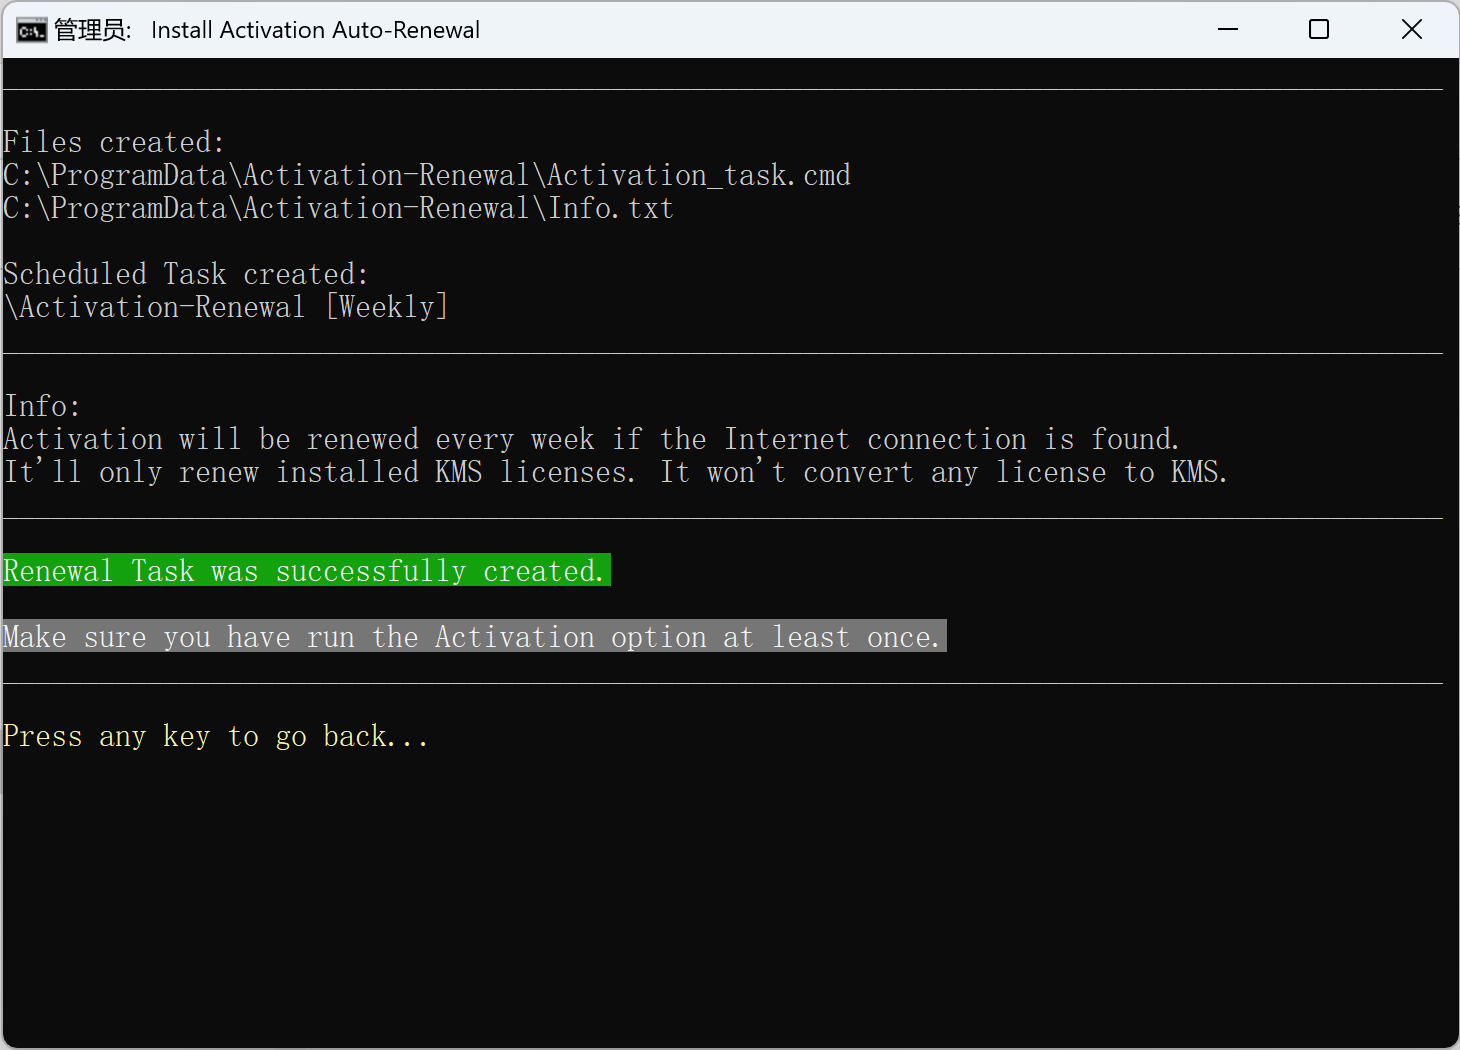 管理员: Install Activation Auto-Renewal
Files created:
C:\ProgramData\Activation-Renewal\Activation_task.cmd
C:\ProgramData\Activation-Renewal\Info.txt
Scheduled Task created:
\Activation-Renewal [Weekly]
Info:
Activation will be renewed every week if the Internet connection is found.
It'll only renew installed KMS licenses. It won't convert any license to KMS.
Renewal Task was successfully created.
Make sure you have run the Activation option at least once.
Press any key to go back...